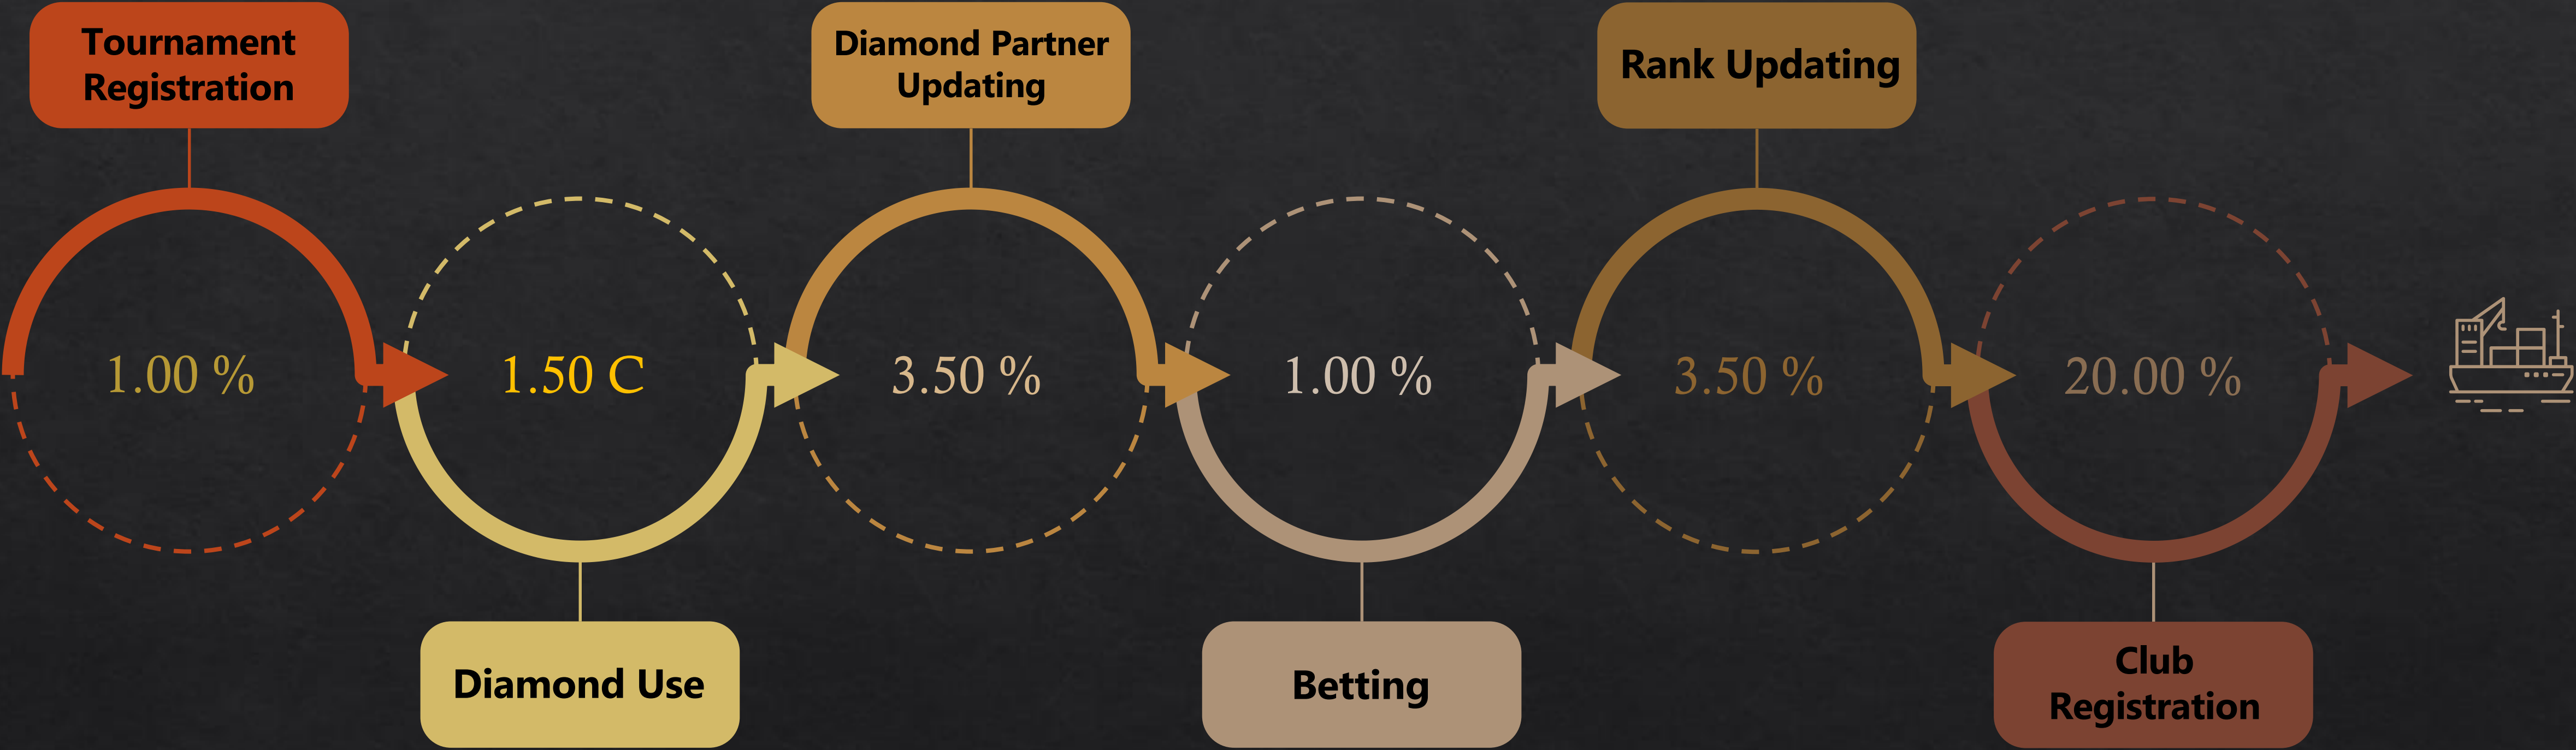 Tournament
Registration
Diamond Partner
Updating
Rank Updating
1.00 %
1.50 C
3.50 %
1.00 %
3.50 %
20.00 %
Diamond Use
Betting
Club
Registration